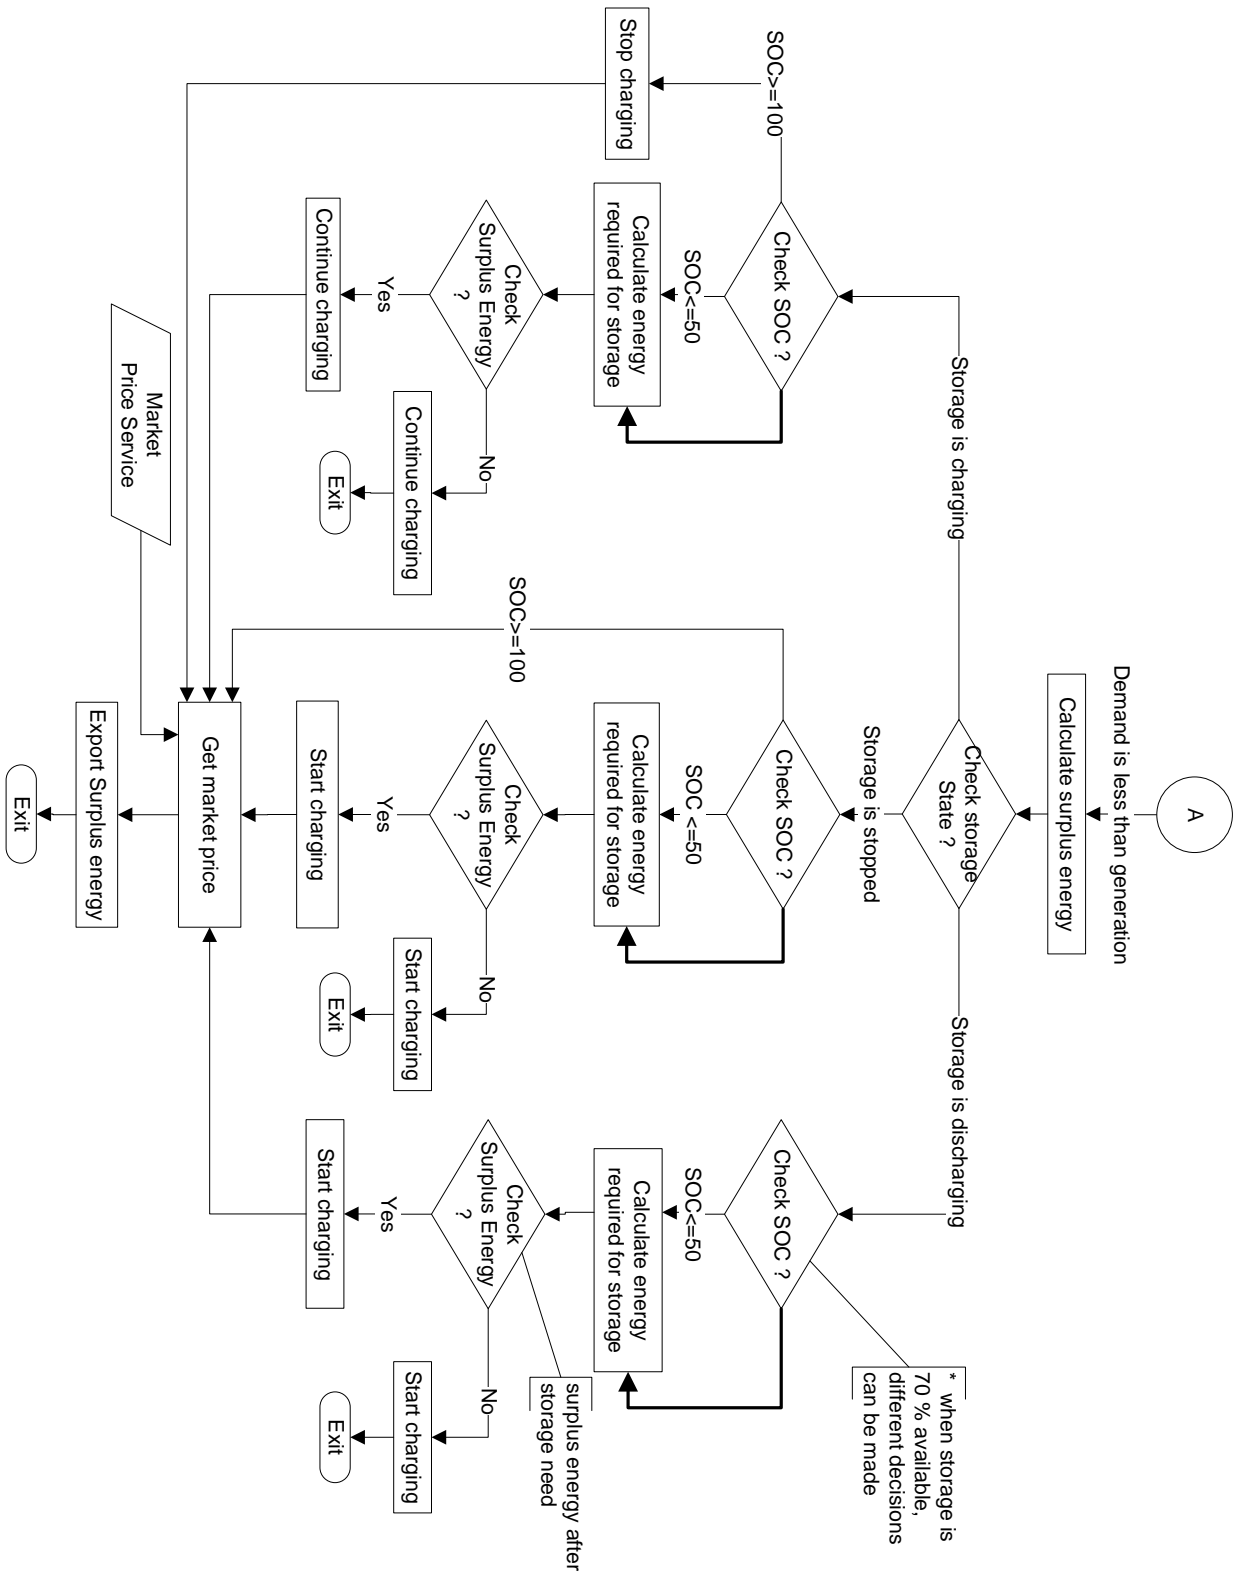 A
Demand is less than generation
Calculate surplus energy
Check storage
State ?
Storage is charging
Storage is stopped
Storage is discharging
Check SOC ?
SOC>=100
Stop charging
SOC<=50
Calculate energy
required for storage
Check
Surplus Energy
?
Yes
Continue charging
No
Continue charging
Exit
Check SOC ?
SOC>=100
SOC <=50
Calculate energy
required for storage
Check
Surplus Energy
?
Yes
Start charging
No
Start charging
Exit
Check SOC ?
* when storage is
70 % available,
different decisions
can be made
SOC<=50
Calculate energy
required for storage
Check
Surplus Energy
?
surplus energy after
storage need
Yes
Start charging
No
Start charging
Exit
Market
Price Service
Get market price
Export Surplus energy
Exit